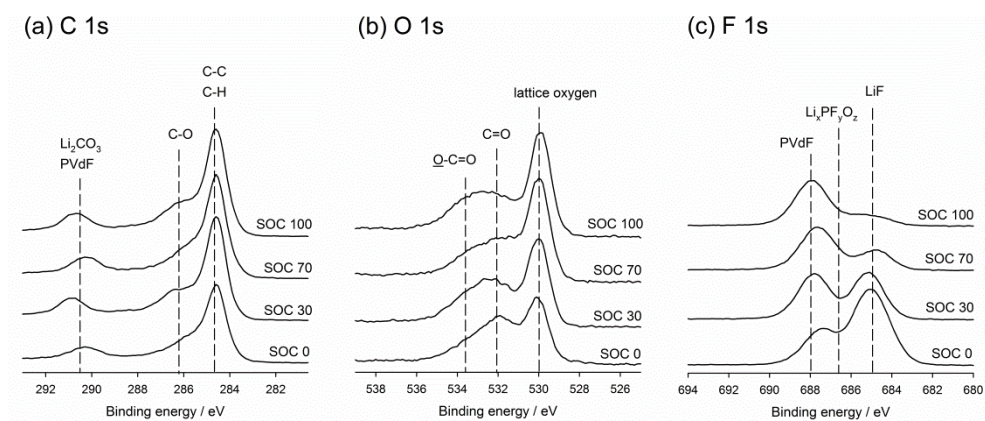 (a) C 1s
C-C
C-H
C-O
Li₂CO₃
PVdF
SOC 100
SOC 70
SOC 30
SOC 0
292 290 288 286 284 282
Binding energy / eV
(b) O 1s
lattice oxygen
C=O
O-C=O
SOC 100
SOC 70
SOC 30
SOC 0
538 536 534 532 530 528 526
Binding energy / eV
(c) F 1s
LiF
LiₓPFᵧO𝓏
PVdF
SOC 100
SOC 70
SOC 30
SOC 0
694 692 690 688 686 684 682 680
Binding energy / eV